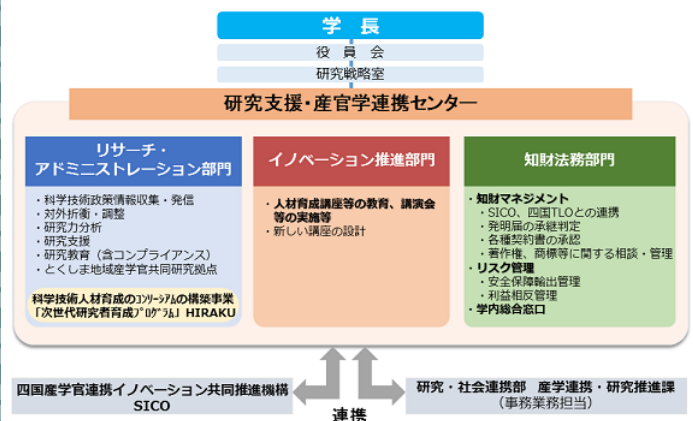 学 長
役 員 会
研究戦略室
研究支援・産官学連携センター
リサーチ・
アドミニストレーション部門
・科学技術政策情報収集・発信
・対外折衝・調整
・研究力分析
・研究支援
・研究教育（含コンプライアンス）
・とくしま地域産学官共同研究拠点
科学技術人材育成のｺﾝｿｰｼｱﾑの構築事業
「次世代研究者育成ﾌﾟﾛｸﾞﾗﾑ」HIRAKU
イノベーション推進部門
・人材育成講座等の教育、講演会
等の実施等
・新しい講座の設計
知財法務部門
・知財マネジメント
・SICO、四国TLOとの連携
・発明届の承継判定
・各種契約書の承認
・著作権、商標等に関する相談・管理
・リスク管理
・安全保障輸出管理
・利益相反管理
・学内総合窓口
四国産学官連携イノベーション共同推進機構
SICO
連携
研究・社会連携部　産学連携・研究推進課
（事務業務担当）